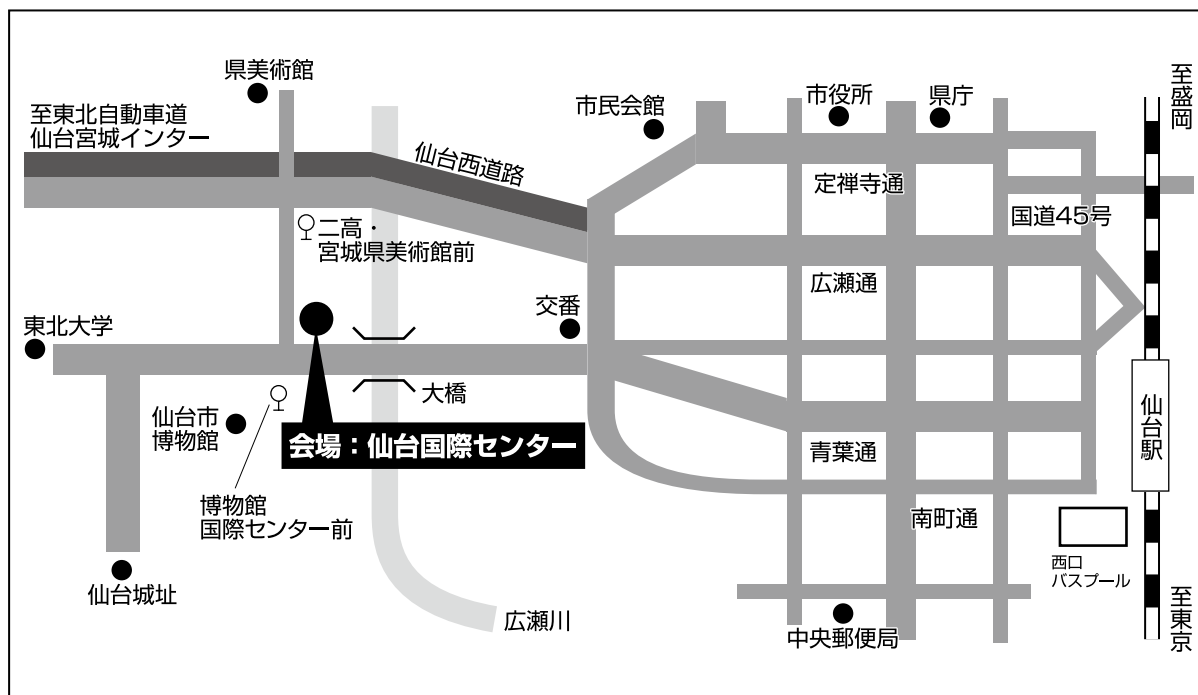 県美術館
至東北自動車道
仙台宮城インター
仙台西道路
市民会館
市役所
県庁
至盛岡
定禅寺通
国道45号
二高・
宮城県美術館前
広瀬通
交番
東北大学
大橋
仙台市
博物館
会場：仙台国際センター
青葉通
仙台駅
博物館
国際センター前
南町通
西口
バスプール
仙台城址
広瀬川
中央郵便局
至東京